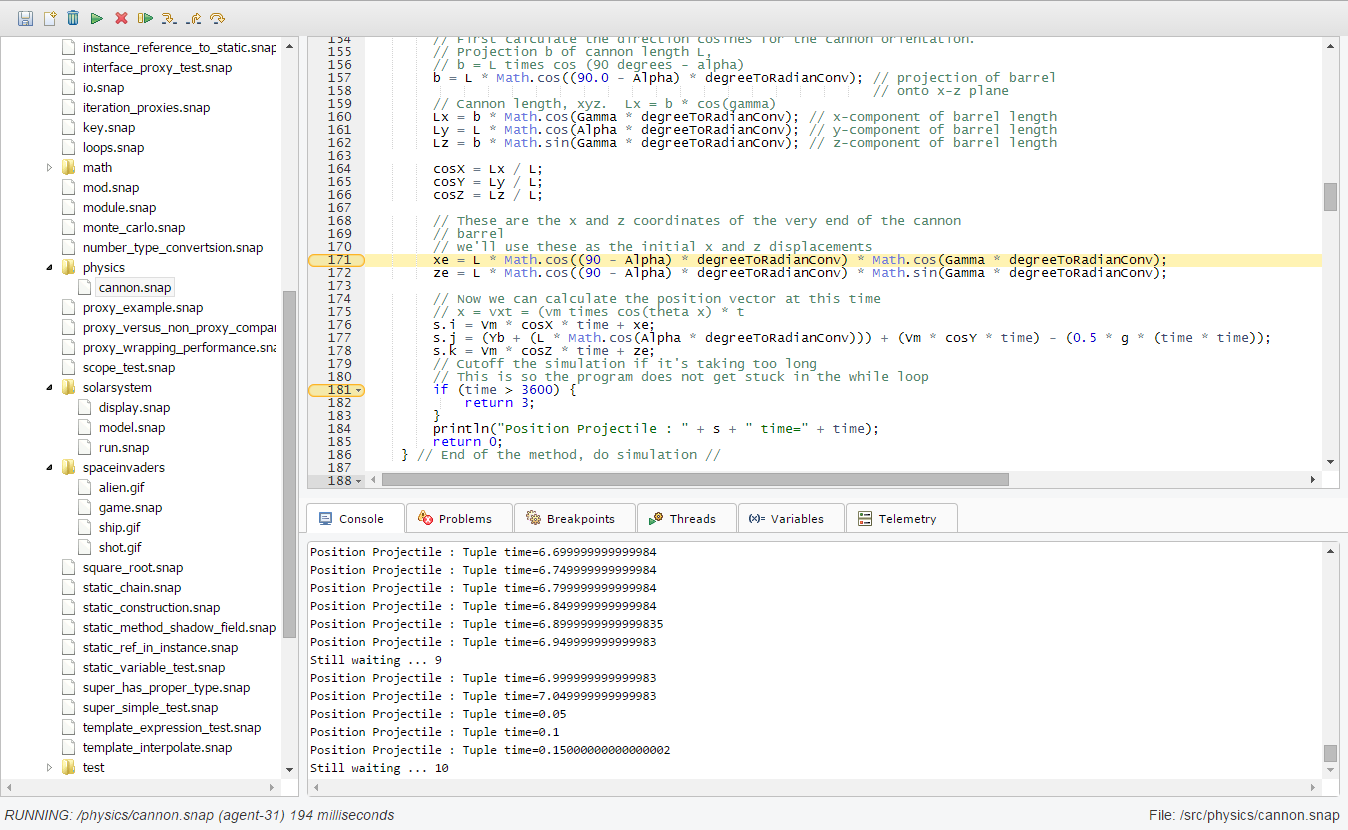 instance_reference_to_static.snap
interface_proxy_test.snap
io.snap
iteration_proxies.snap
key.snap
loops.snap
math
mod.snap
module.snap
monte_carlo.snap
number_type_convertsion.snap
physics
cannon.snap
proxy_example.snap
proxy_versus_non_proxy_compar
proxy_wrapping_performance.sna
scope_test.snap
solarsystem
display.snap
model.snap
run.snap
spaceinvaders
alien.gif
game.snap
ship.gif
shot.gif
square_root.snap
static_chain.snap
static_construction.snap
static_method_shadow_field.snap
static_ref_in_instance.snap
static_variable_test.snap
super_has_proper_type.snap
super_simple_test.snap
template_expression_test.snap
template_interpolate.snap
test
154 // First calculate the direction cosines for the cannon orientation.
155 // Projection b of cannon length L,
156 // b = L times cos (90 degrees - alpha)
157 b = L * Math.cos((90.0 - Alpha) * degreeToRadianConv); // projection of barrel
158 // onto x-z plane
159 // Cannon length, xyz.  Lx = b * cos(gamma)
160 Lx = b * Math.cos(Gamma * degreeToRadianConv); // x-component of barrel length
161 Ly = L * Math.cos(Alpha * degreeToRadianConv); // y-component of barrel length
162 Lz = b * Math.sin(Gamma * degreeToRadianConv); // z-component of barrel length
163
164 cosX = Lx / L;
165 cosY = Ly / L;
166 cosZ = Lz / L;
167
168 // These are the x and z coordinates of the very end of the cannon
169 // barrel
170 // we'll use these as the initial x and z displacements
171 xe = L * Math.cos((90 - Alpha) * degreeToRadianConv) * Math.cos(Gamma * degreeToRadianConv);
172 ze = L * Math.cos((90 - Alpha) * degreeToRadianConv) * Math.sin(Gamma * degreeToRadianConv);
173
174 // Now we can calculate the position vector at this time
175 // x = vxt = (vm times cos(theta x) * t
176 s.i = Vm * cosX * time + xe;
177 s.j = (Yb + (L * Math.cos(Alpha * degreeToRadianConv))) + (Vm * cosY * time) - (0.5 * g * (time * time));
178 s.k = Vm * cosZ * time + ze;
179 // Cutoff the simulation if it's taking too long
180 // This is so the program does not get stuck in the while loop
181 if (time > 3600) {
182 return 3;
183 }
184 println("Position Projectile : " + s + " time=" + time);
185 return 0;
186 } // End of the method, do simulation //
187
188
Console Problems Breakpoints Threads (x)= Variables Telemetry
Position Projectile : Tuple time=6.699999999999984
Position Projectile : Tuple time=6.749999999999984
Position Projectile : Tuple time=6.799999999999984
Position Projectile : Tuple time=6.849999999999984
Position Projectile : Tuple time=6.8999999999999835
Position Projectile : Tuple time=6.949999999999983
Still waiting ... 9
Position Projectile : Tuple time=6.999999999999983
Position Projectile : Tuple time=7.049999999999983
Position Projectile : Tuple time=0.05
Position Projectile : Tuple time=0.1
Position Projectile : Tuple time=0.15000000000000002
Still waiting ... 10
RUNNING: /physics/cannon.snap (agent-31) 194 milliseconds
File: /src/physics/cannon.snap